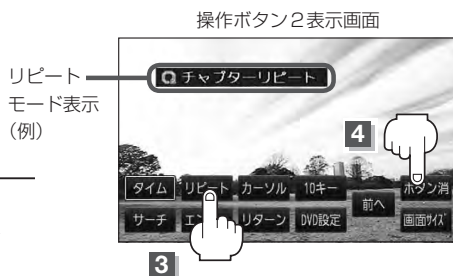 操作ボタン2表示画面
リピート
モード表示
(例)
チャプターリピート
4
タイム リピート カーソル 10キー 前へ ボタン消
サーチ エン リターン DVD設定 画面サイズ
3